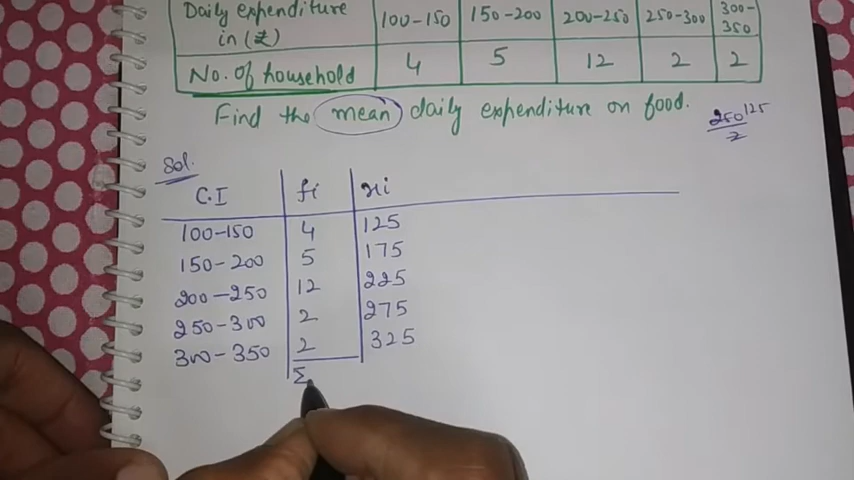 Daily expenditure in (₹) 100-150 150-200 200-250 250-300 300-350
No. of household 4 5 12 2 2
Find the mean daily expenditure on food.
250 125
2
Sol.
C.I fi xi
100-150 4 125
150-200 5 175
200-250 12 225
250-300 2 275
300-350 2 325
Σ